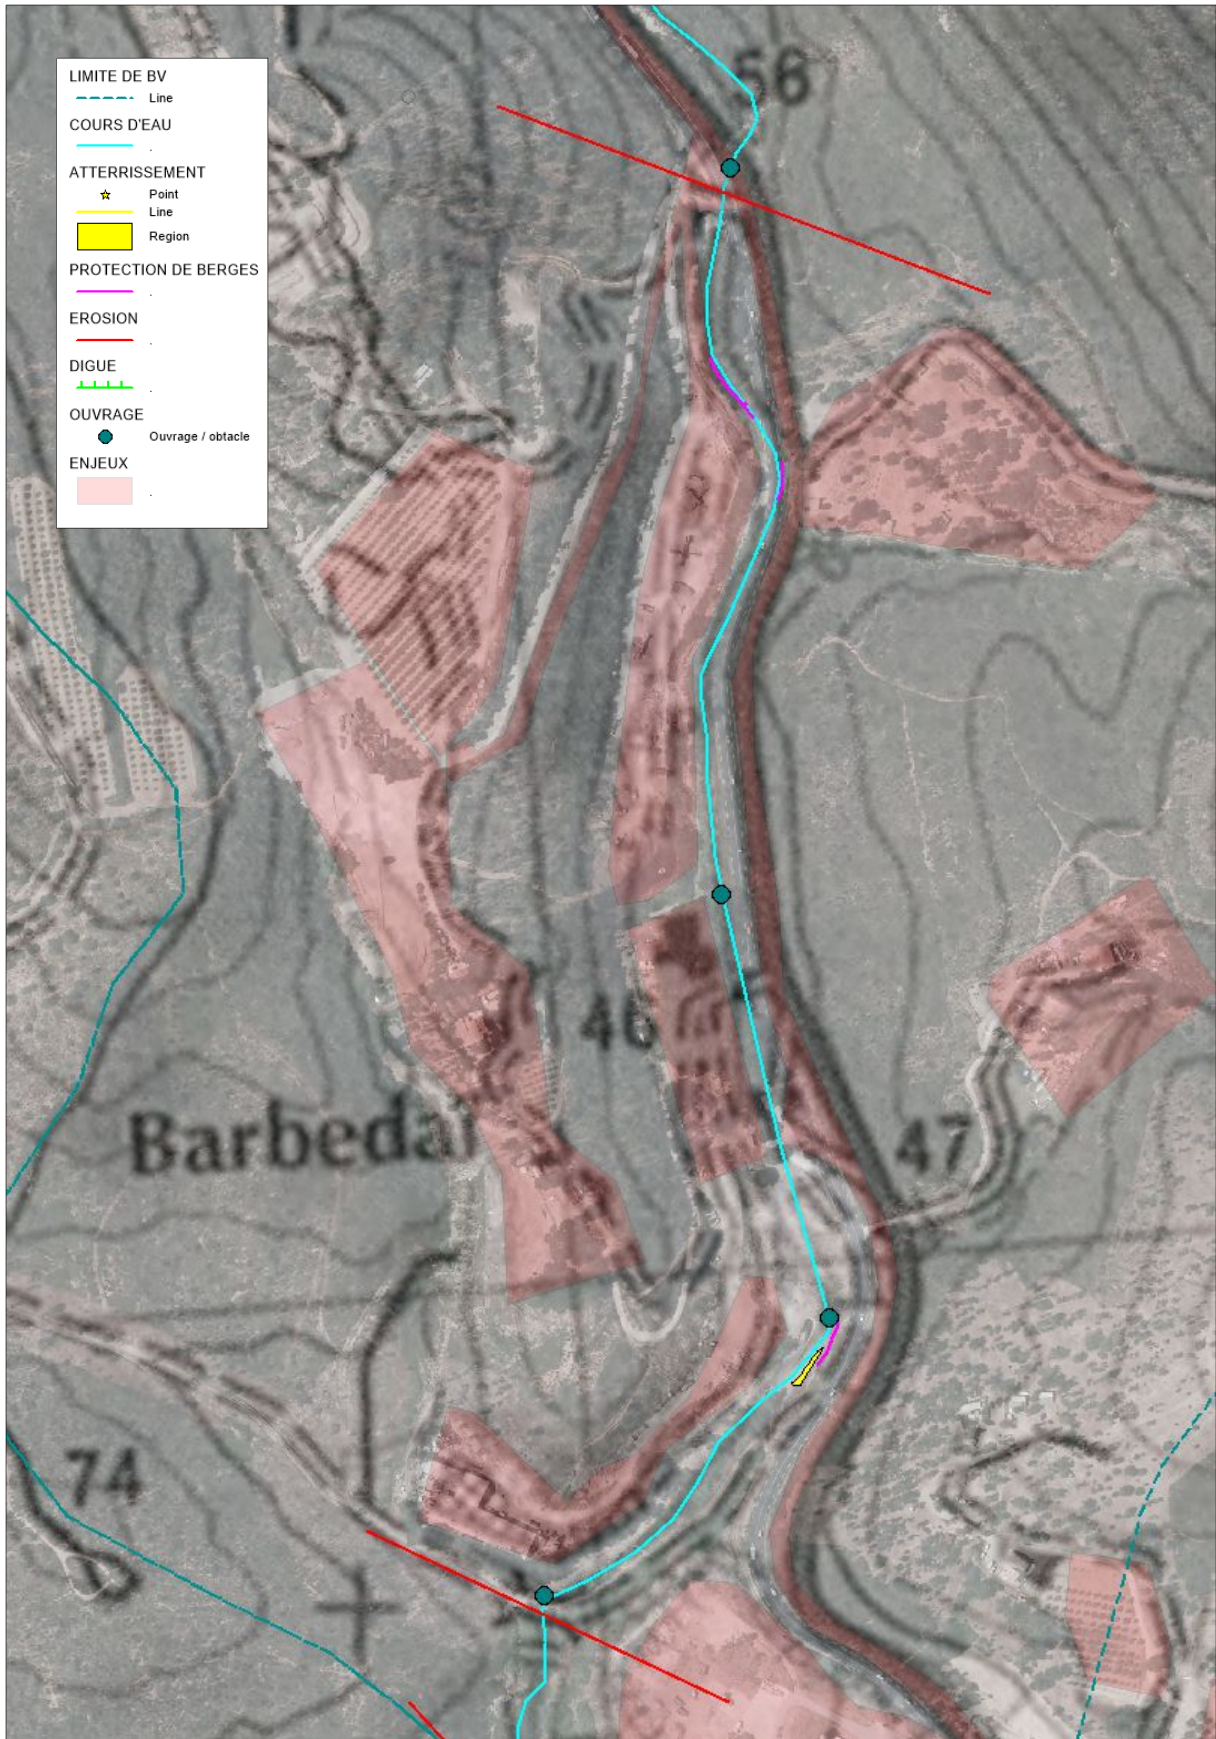 LIMITE DE BV
Line
COURS D'EAU
.
ATTERRISSEMENT
Point
Line
Region
PROTECTION DE BERGES
.
EROSION
.
DIGUE
.
OUVRAGE
Ouvrage / obtacle
ENJEUX
.
56
46
47
74